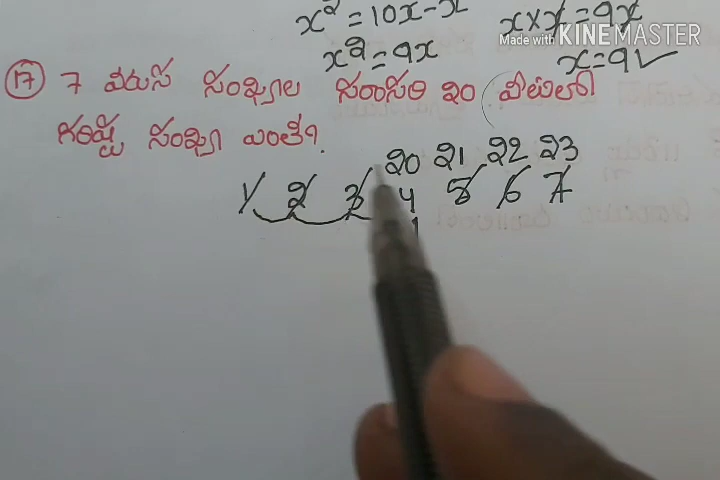 x² = 10x - x
x² = 9x
x × x = 9x
x = 9 ✓
Made with KINEMASTER
17 7 వరుస సంఖ్యల సరాసరి 20 వీటిలో
గరిష్ట సంఖ్య ఎంత?
20 21 22 23
1 2 3 4 5 6 7